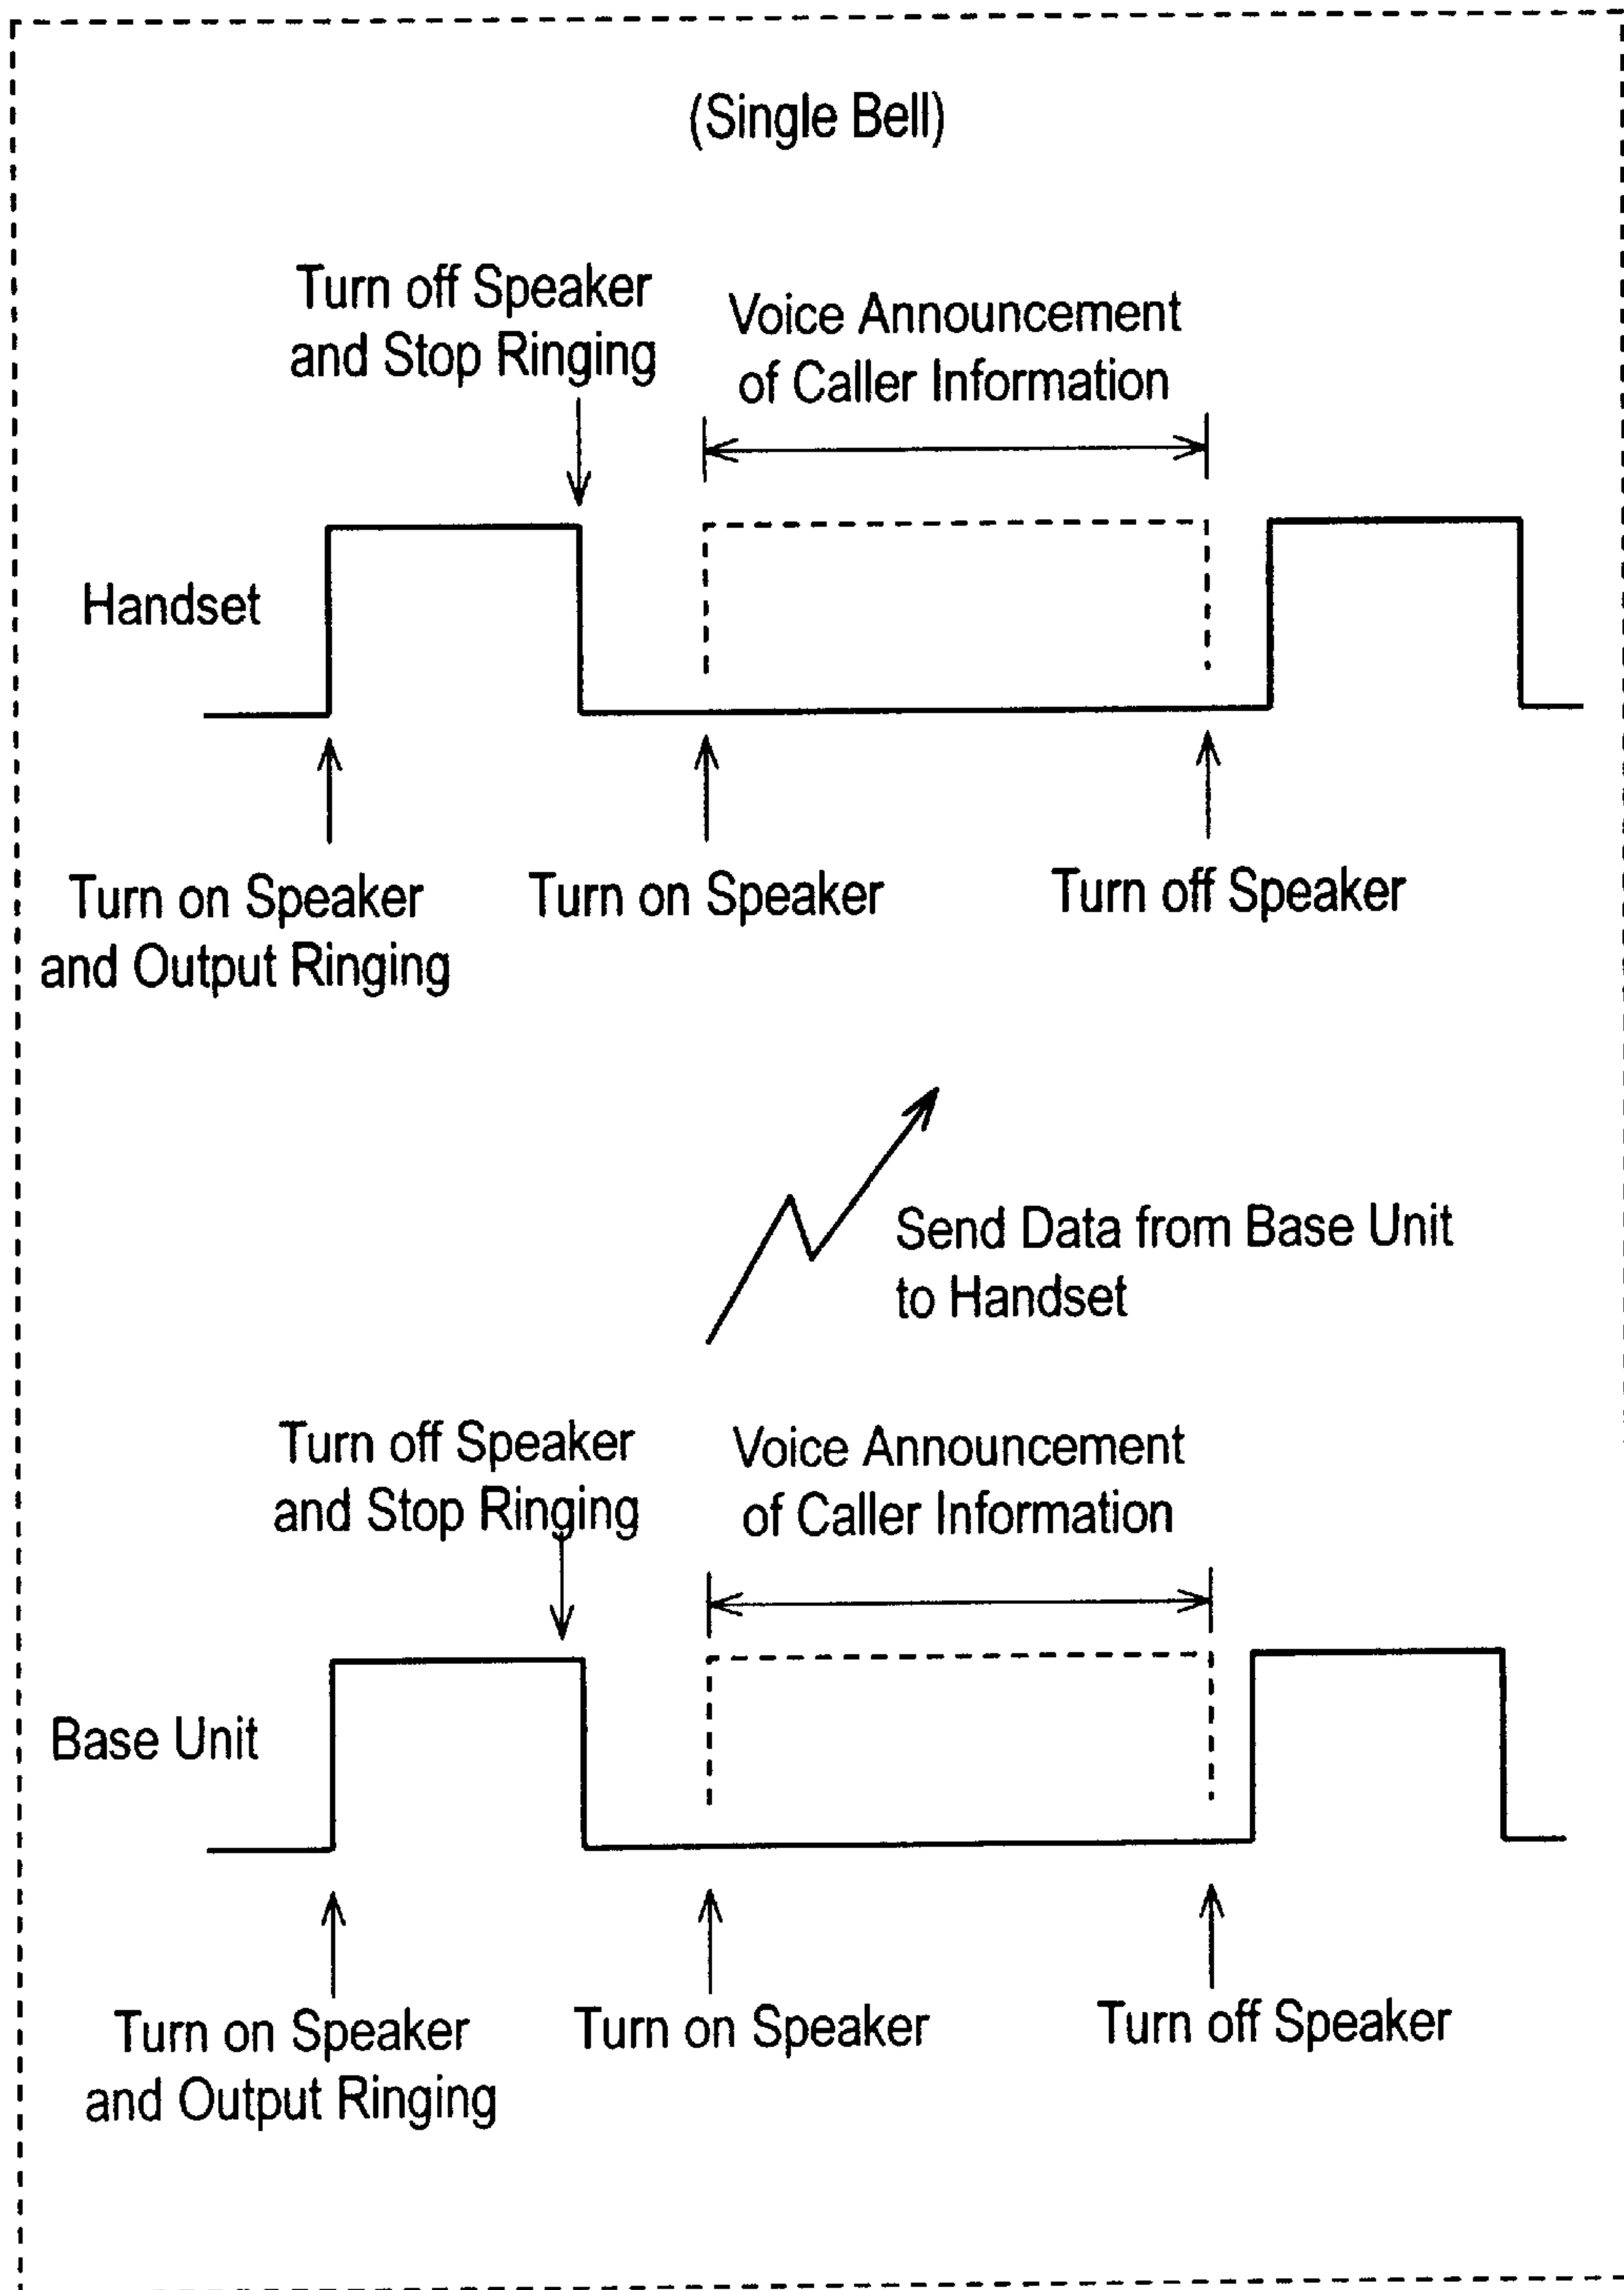 (Single Bell)
Turn off Speaker
and Stop Ringing
Voice Announcement
of Caller Information
Handset
Turn on Speaker
and Output Ringing
Turn on Speaker
Turn off Speaker
Send Data from Base Unit
to Handset
Turn off Speaker
and Stop Ringing
Voice Announcement
of Caller Information
Base Unit
Turn on Speaker
and Output Ringing
Turn on Speaker
Turn off Speaker